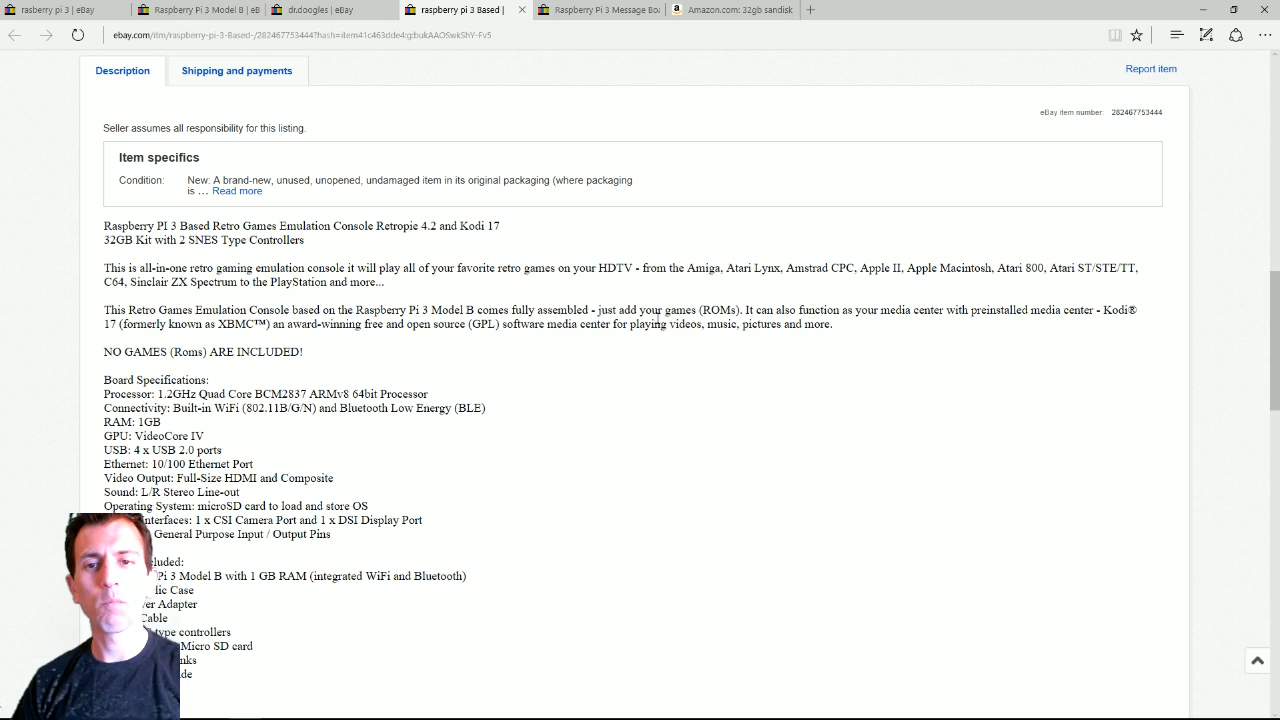 rasberry pi 3 | eBay
Raspberry Pi 3 Model B | eB
dr.doogles | eBay
raspberry pi 3 Based |
Raspberry Pi 3 Message Boa
Amazon.com: 32gb sandisk
ebay.com/itm/raspberry-pi-3-Based-/282467753444?hash=item41c463dde4:g:bukAAOSwkShY-Fv5
Description
Shipping and payments
Report item
eBay item number: 282467753444
Seller assumes all responsibility for this listing.
Item specifics
Condition: New: A brand-new, unused, unopened, undamaged item in its original packaging (where packaging
is ... Read more
Raspberry PI 3 Based Retro Games Emulation Console Retropie 4.2 and Kodi 17
32GB Kit with 2 SNES Type Controllers
This is all-in-one retro gaming emulation console it will play all of your favorite retro games on your HDTV - from the Amiga, Atari Lynx, Amstrad CPC, Apple II, Apple Macintosh, Atari 800, Atari ST/STE/TT,
C64, Sinclair ZX Spectrum to the PlayStation and more...
This Retro Games Emulation Console based on the Raspberry Pi 3 Model B comes fully assembled - just add your games (ROMs). It can also function as your media center with preinstalled media center - Kodi®
17 (formerly known as XBMC™) an award-winning free and open source (GPL) software media center for playing videos, music, pictures and more.
NO GAMES (Roms) ARE INCLUDED!
Board Specifications:
Processor: 1.2GHz Quad Core BCM2837 ARMv8 64bit Processor
Connectivity: Built-in WiFi (802.11B/G/N) and Bluetooth Low Energy (BLE)
RAM: 1GB
GPU: VideoCore IV
USB: 4 x USB 2.0 ports
Ethernet: 10/100 Ethernet Port
Video Output: Full-Size HDMI and Composite
Sound: L/R Stereo Line-out
Operating System: microSD card to load and store OS
nterfaces: 1 x CSI Camera Port and 1 x DSI Display Port
General Purpose Input / Output Pins
cluded:
Pi 3 Model B with 1 GB RAM (integrated WiFi and Bluetooth)
lic Case
er Adapter
Cable
type controllers
Micro SD card
nks
de